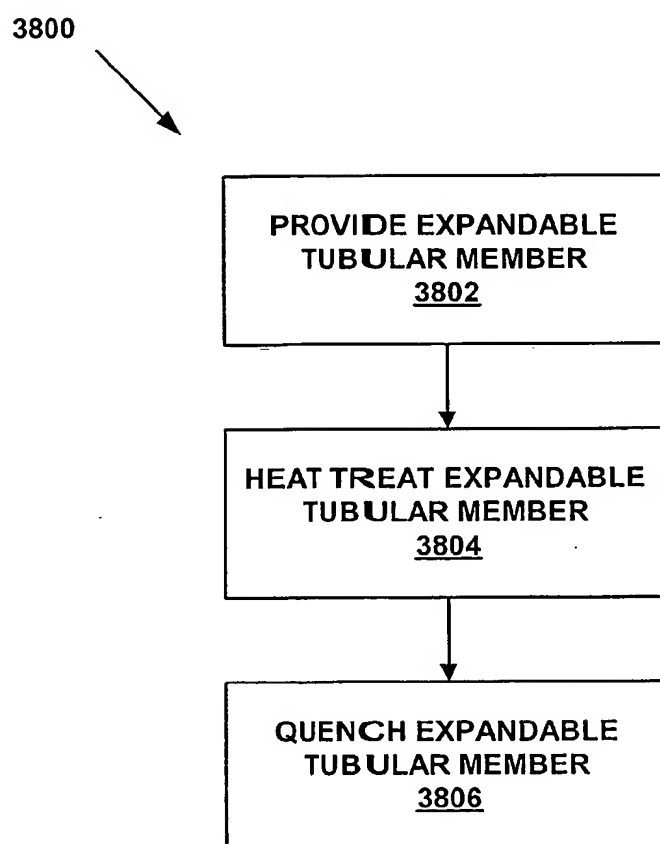 3800
PROVIDE EXPANDABLE
TUBULAR MEMBER
3802
HEAT TREAT EXPANDABLE
TUBULAR MEMBER
3804
QUENCH EXPANDABLE
TUBULAR MEMBER
3806